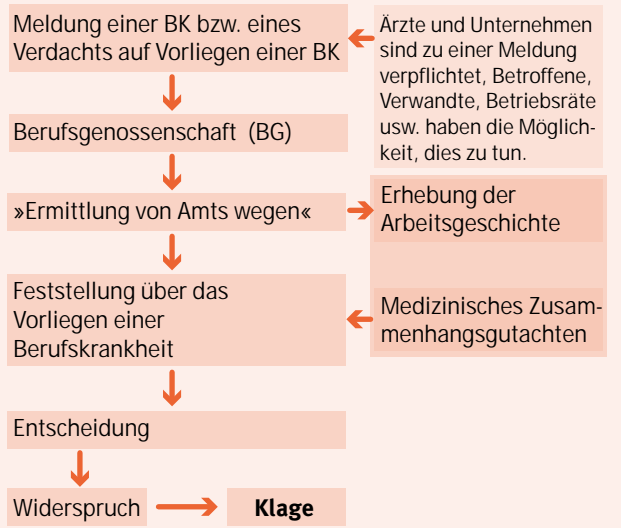 Meldung einer BK bzw. eines
Verdachts auf Vorliegen einer BK
Ärzte und Unternehmen
sind zu einer Meldung
verpflichtet, Betroffene,
Verwandte, Betriebsräte
usw. haben die Möglich-
keit, dies zu tun.
Berufsgenossenschaft (BG)
»Ermittlung von Amts wegen«
Erhebung der
Arbeitsgeschichte
Feststellung über das
Vorliegen einer
Berufskrankheit
Medizinisches Zusam-
menhangsgutachten
Entscheidung
Widerspruch
Klage